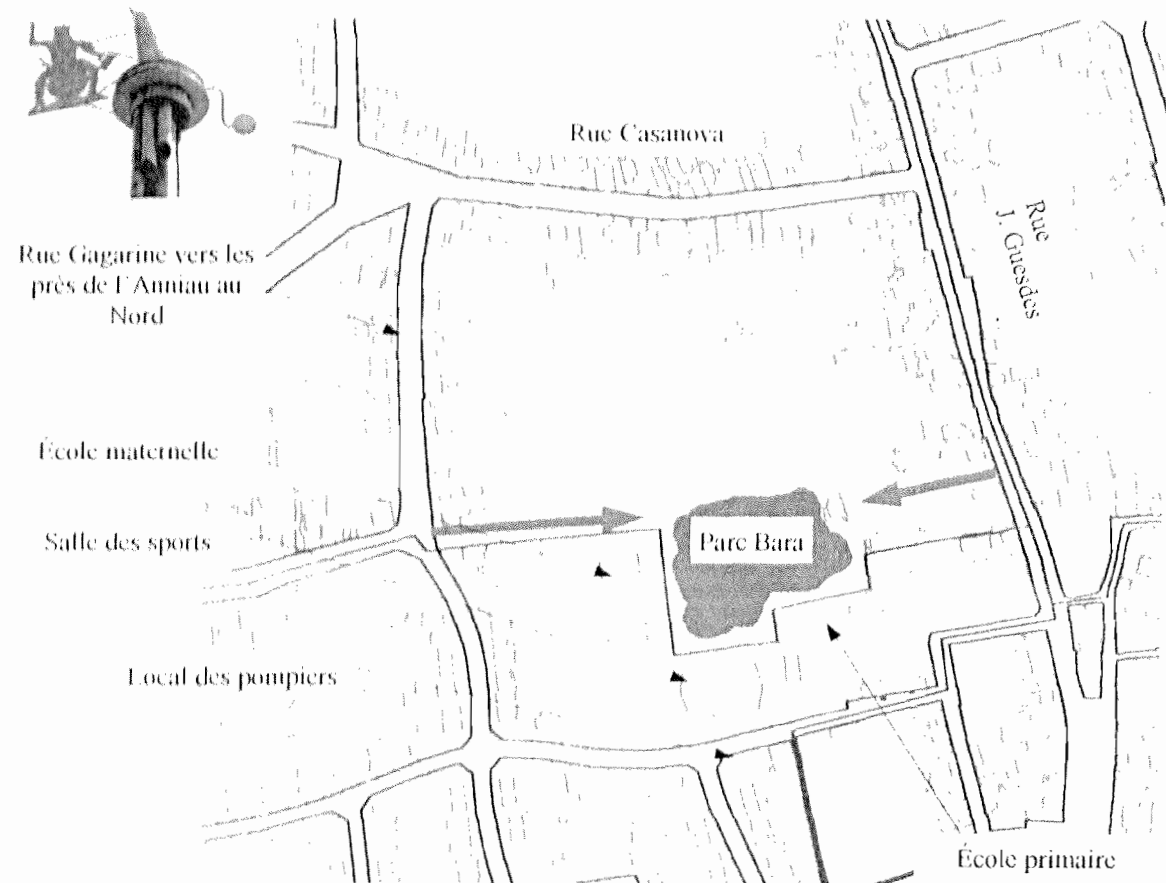 Rue Casanova
Rue
J. Guesdes
Rue Gagarine vers les
près de l'Anniau au
Nord
École maternelle
Salle des sports
Parc Bara
Local des pompiers
École primaire